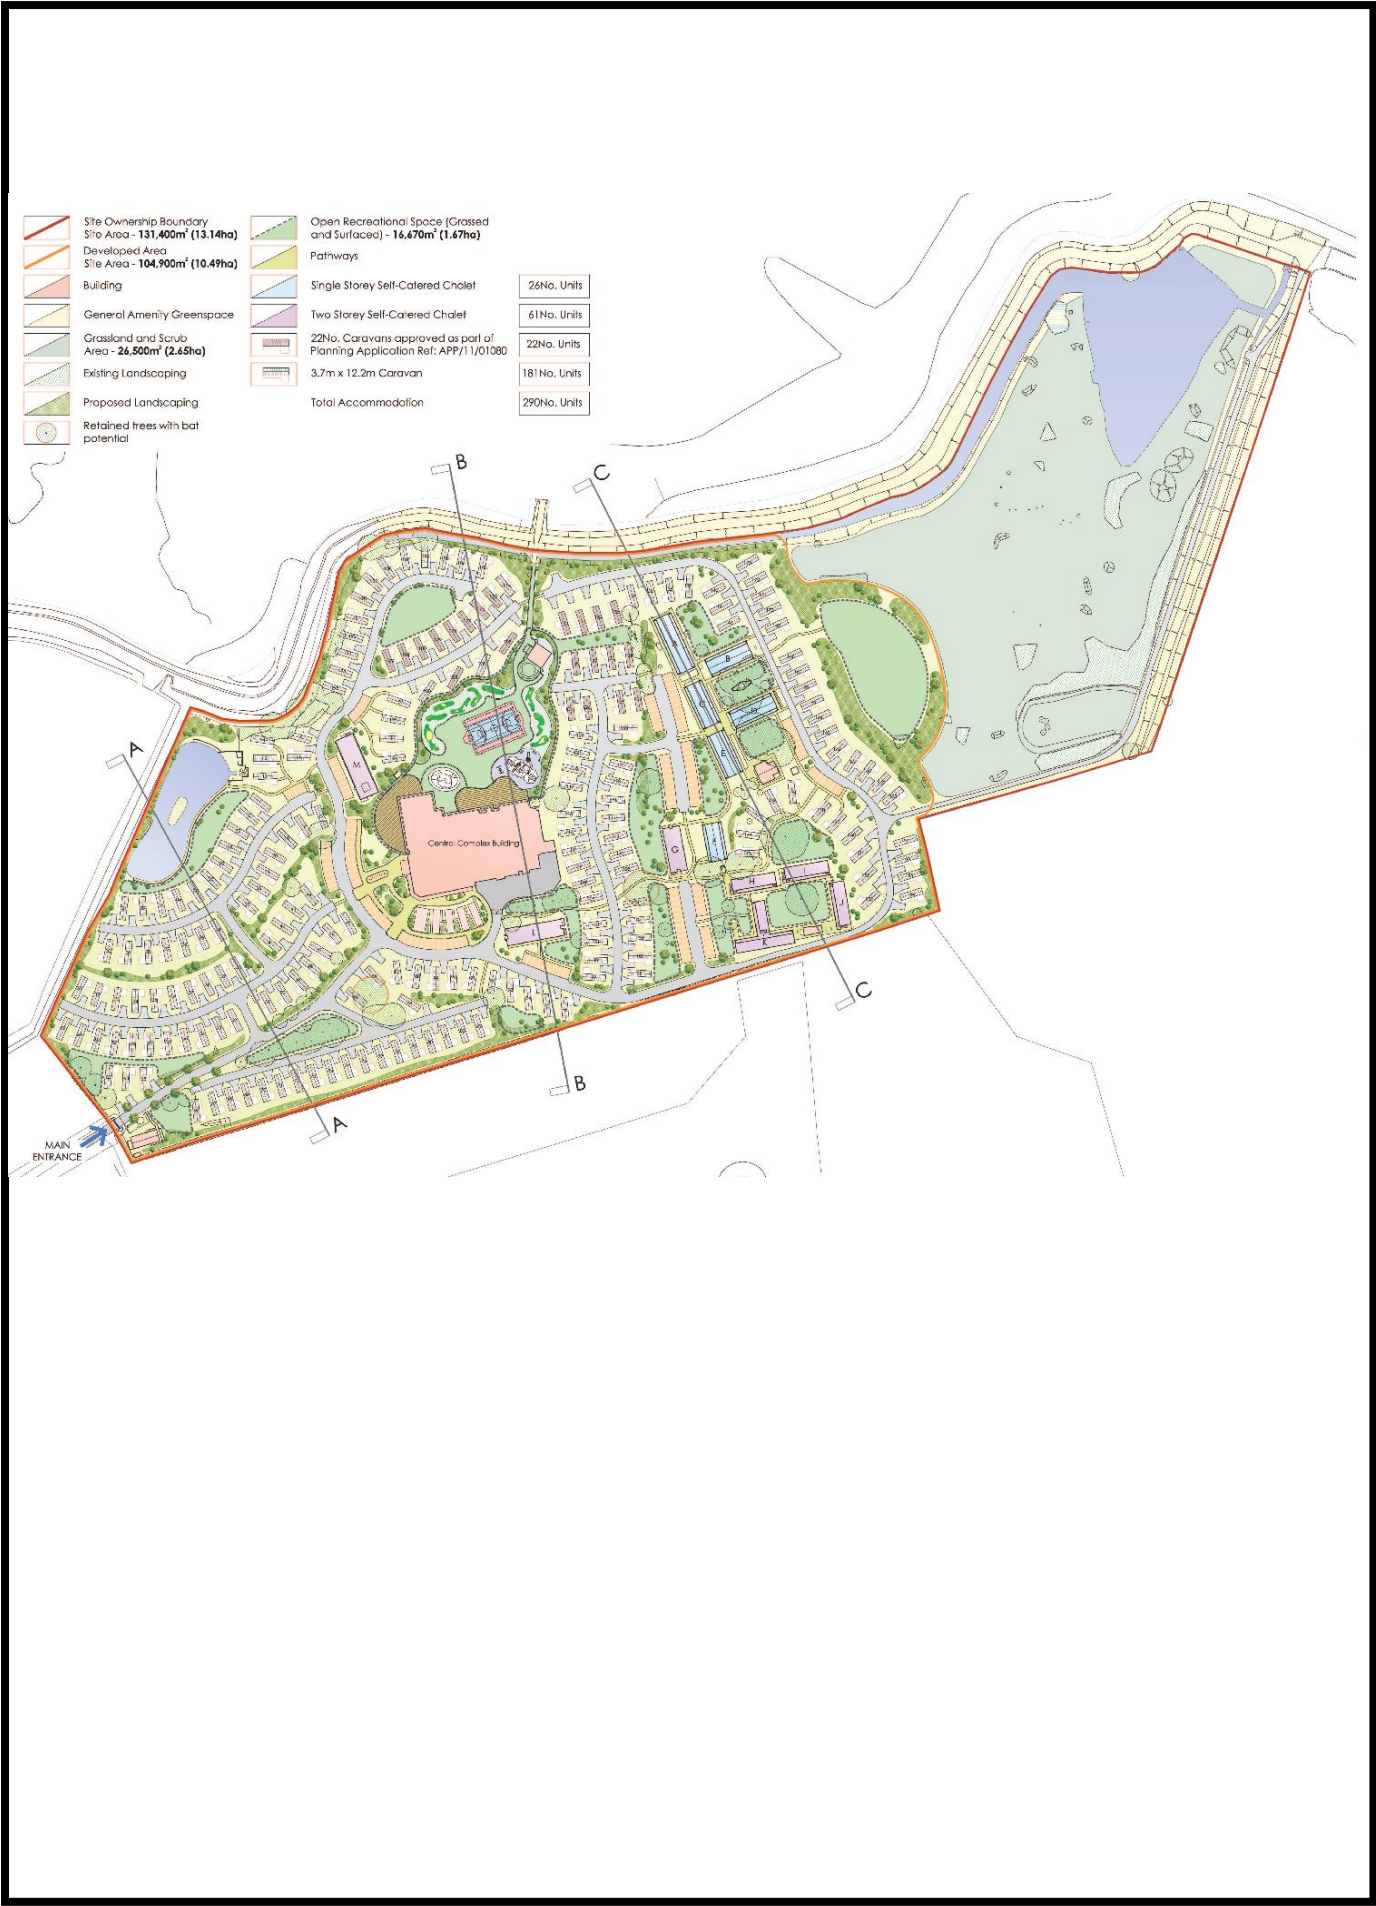 Site Ownership Boundary
Site Area - 131,400m² (13.14ha)
Developed Area
Site Area - 104,900m² (10.49ha)
Building
General Amenity Greenspace
Grassland and Scrub
Area - 26,500m² (2.65ha)
Existing Landscaping
Proposed Landscaping
Retained trees with bat
potential
Open Recreational Space (Grassed
and Surfaced) - 16,670m² (1.67ha)
Pathways
Single Storey Self-Catered Chalet
26No. Units
Two Storey Self-Catered Chalet
61No. Units
22No. Caravans approved as part of
Planning Application Ref: APP/11/01080
22No. Units
3.7m x 12.2m Caravan
181No. Units
Total Accommodation
290No. Units
B
C
A
M
E
Central Complex Building
G
H
L
K
C
B
A
MAIN
ENTRANCE